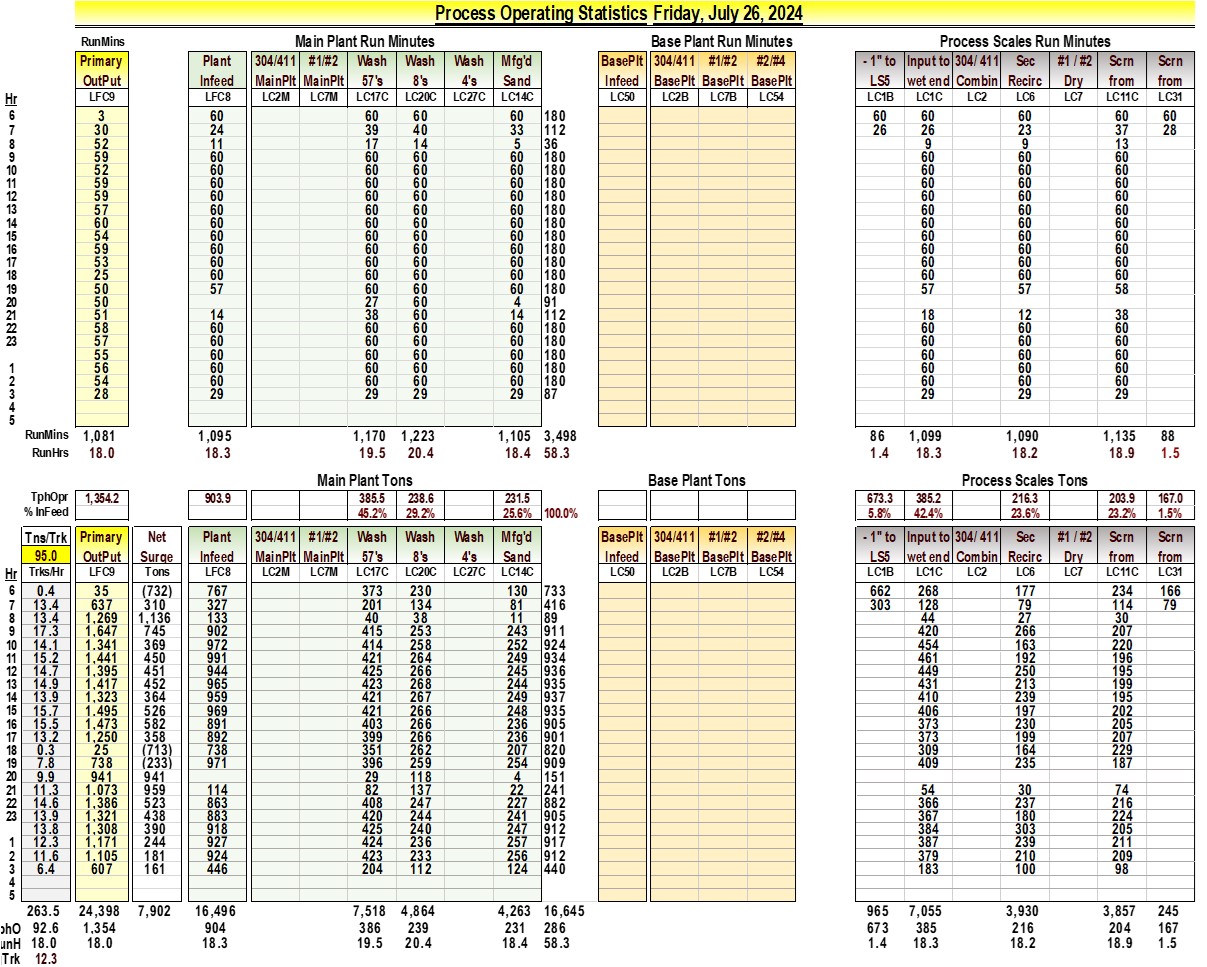 Process Operating Statistics Friday, July 26, 2024
RunMins Main Plant Run Minutes Base Plant Run Minutes Process Scales Run Minutes
Primary Plant 304/411 #1/#2 Wash Wash Wash Mfg'd BasePlt 304/411 #1/#2 #2/#4 - 1" to Input to 304/ 411 Sec #1 / #2 Scrn Scrn
OutPut Infeed MainPlt MainPlt 57's 8's 4's Sand Infeed BasePlt BasePlt BasePlt LS5 wet end Combin Recirc Dry from from
Hr LFC9 LFC8 LC2M LC7M LC17C LC20C LC27C LC14C LC50 LC2B LC7B LC54 LC1B LC1C LC2 LC6 LC7 LC11C LC31
6 3 60 60 60 60 180 60 60 60 60 60
7 30 24 39 40 33 112 26 26 23 37 28
8 52 11 17 14 5 36 9 9 13
9 59 60 60 60 60 180 60 60 60
10 52 60 60 60 60 180 60 60 60
11 59 60 60 60 60 180 60 60 60
12 59 60 60 60 60 180 60 60 60
13 57 60 60 60 60 180 60 60 60
14 60 60 60 60 60 180 60 60 60
15 54 60 60 60 60 180 60 60 60
16 59 60 60 60 60 180 60 60 60
17 53 60 60 60 60 180 60 60 60
18 25 60 60 60 60 180 60 60 60
19 50 57 60 60 60 180 57 57 58
20 50 27 60 4 91
21 51 14 38 60 14 112 18 12 38
22 58 60 60 60 60 180 60 60 60
23 57 60 60 60 60 180 60 60 60
55 60 60 60 60 180 60 60 60
1 56 60 60 60 60 180 60 60 60
2 54 60 60 60 60 180 60 60 60
3 28 29 29 29 29 87 29 29 29
4
5
RunMins 1,081 1,095 1,170 1,223 1,105 3,498 86 1,099 1,090 1,135 88
RunHrs 18.0 18.3 19.5 20.4 18.4 58.3 1.4 18.3 18.2 18.9 1.5
Main Plant Tons Base Plant Tons Process Scales Tons
TphOpr 1,354.2 903.9 385.5 238.6 231.5 673.3 385.2 216.3 203.9 167.0
% InFeed 45.2% 29.2% 25.6% 100.0% 5.8% 42.4% 23.6% 23.2% 1.5%
Tns/Trk Primary Net Plant 304/411 #1/#2 Wash Wash Wash Mfg'd BasePlt 304/411 #1/#2 #2/#4 - 1" to Input to 304/ 411 Sec #1 / #2 Scrn Scrn
95.0 OutPut Surge Infeed MainPlt MainPlt 57's 8's 4's Sand Infeed BasePlt BasePlt BasePlt LS5 wet end Combin Recirc Dry from from
Hr Trks/Hr LFC9 Tons LFC8 LC2M LC7M LC17C LC20C LC27C LC14C LC50 LC2B LC7B LC54 LC1B LC1C LC2 LC6 LC7 LC11C LC31
6 0.4 35 (732) 767 373 230 130 733 662 268 177 234 166
7 13.4 637 310 327 201 134 81 416 303 128 79 114 79
8 13.4 1,269 1,136 133 40 38 11 89 44 27 30
9 17.3 1,647 745 902 415 253 243 911 420 266 207
10 14.1 1,341 369 972 414 258 252 924 454 163 220
11 15.2 1,441 450 991 421 264 249 934 461 192 196
12 14.7 1,395 451 944 425 266 245 936 449 250 195
13 14.9 1,417 452 965 423 268 244 935 431 213 199
14 13.9 1,323 364 959 421 267 249 937 410 239 195
15 15.7 1,495 526 969 421 266 248 935 406 197 202
16 15.5 1,473 582 891 403 266 236 905 373 230 205
17 13.2 1,250 358 892 399 266 236 901 373 199 207
18 0.3 25 (713) 738 351 262 207 820 309 164 229
19 7.8 738 (233) 971 396 259 254 909 409 235 187
20 9.9 941 941 29 118 4 151
21 11.3 1,073 959 114 82 137 22 241 54 30 74
22 14.6 1,386 523 863 408 247 227 882 366 237 216
23 13.9 1,321 438 883 420 244 241 905 367 180 224
13.8 1,308 390 918 425 240 247 912 384 303 205
1 12.3 1,171 244 927 424 236 257 917 387 239 211
2 11.6 1,105 181 924 423 233 256 912 379 210 209
3 6.4 607 161 446 204 112 124 440 183 100 98
4
5
263.5 24,398 7,902 16,496 7,518 4,864 4,263 16,645 965 7,055 3,930 3,857 245
phO 92.6 1,354 904 386 239 231 286 673 385 216 204 167
unH 18.0 18.0 18.3 19.5 20.4 18.4 58.3 1.4 18.3 18.2 18.9 1.5
Trk 12.3